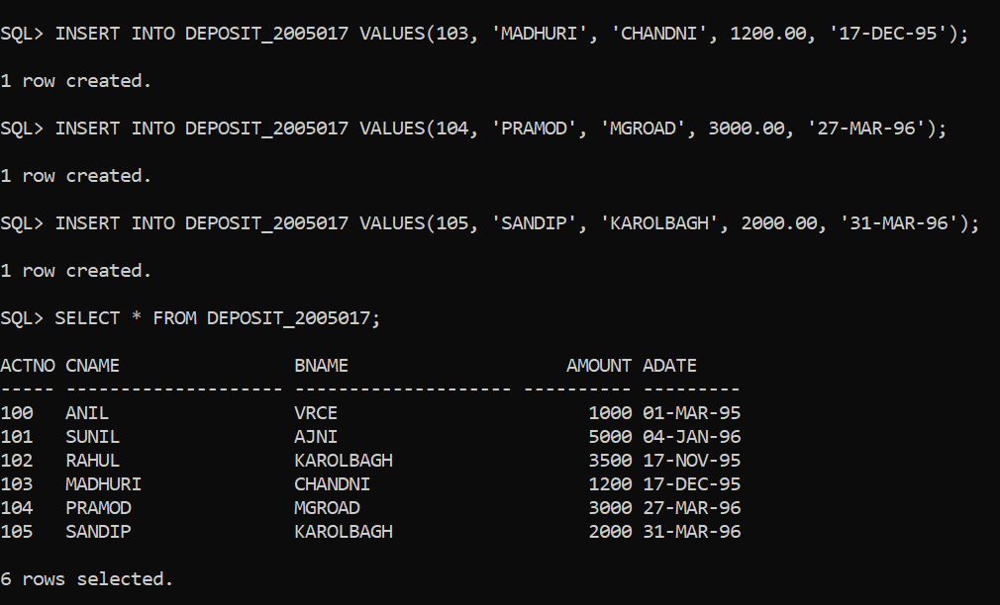 SQL> INSERT INTO DEPOSIT_2005017 VALUES(103, 'MADHURI', 'CHANDNI', 1200.00, '17-DEC-95');
1 row created.
SQL> INSERT INTO DEPOSIT_2005017 VALUES(104, 'PRAMOD', 'MGROAD', 3000.00, '27-MAR-96');
1 row created.
SQL> INSERT INTO DEPOSIT_2005017 VALUES(105, 'SANDIP', 'KAROLBAGH', 2000.00, '31-MAR-96');
1 row created.
SQL> SELECT * FROM DEPOSIT_2005017;
ACTNO CNAME                BNAME                    AMOUNT ADATE
----- -------------------- -------------------- ---------- ---------
100   ANIL                 VRCE                       1000 01-MAR-95
101   SUNIL                AJNI                       5000 04-JAN-96
102   RAHUL                KAROLBAGH                  3500 17-NOV-95
103   MADHURI              CHANDNI                    1200 17-DEC-95
104   PRAMOD               MGROAD                     3000 27-MAR-96
105   SANDIP               KAROLBAGH                  2000 31-MAR-96
6 rows selected.